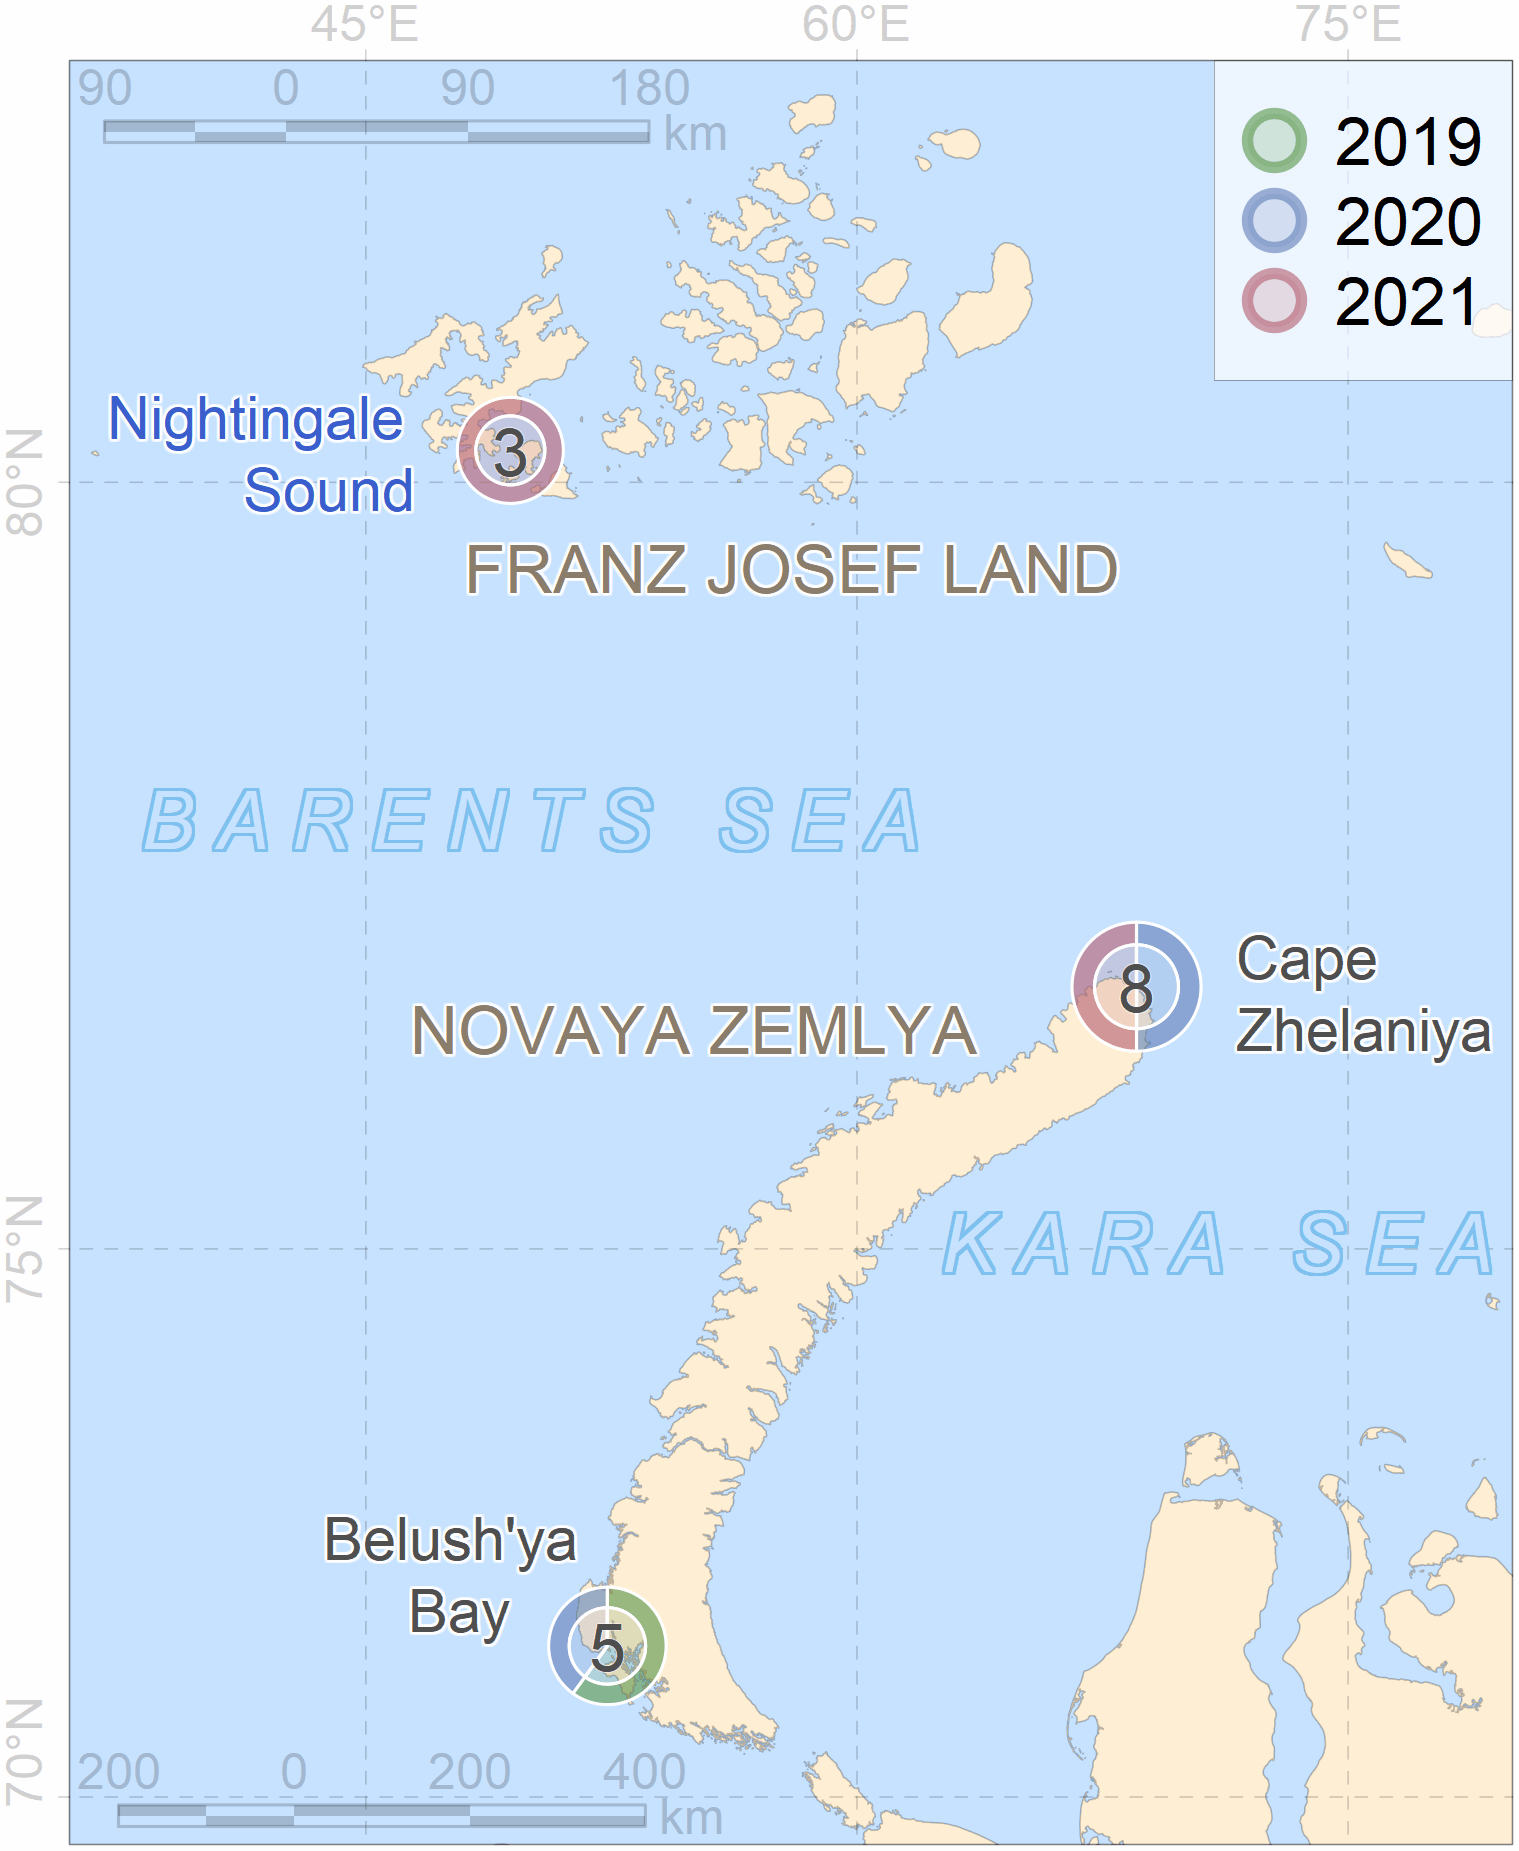 45°E 60°E 75°E
90 0 90 180
km
2019
2020
2021
Nightingale
Sound
3
80°N
FRANZ JOSEF LAND
BARENTS SEA
8
Cape
Zhelaniya
NOVAYA ZEMLYA
75°N
KARA SEA
Belush'ya
Bay
5
70°N
200 0 200 400
km